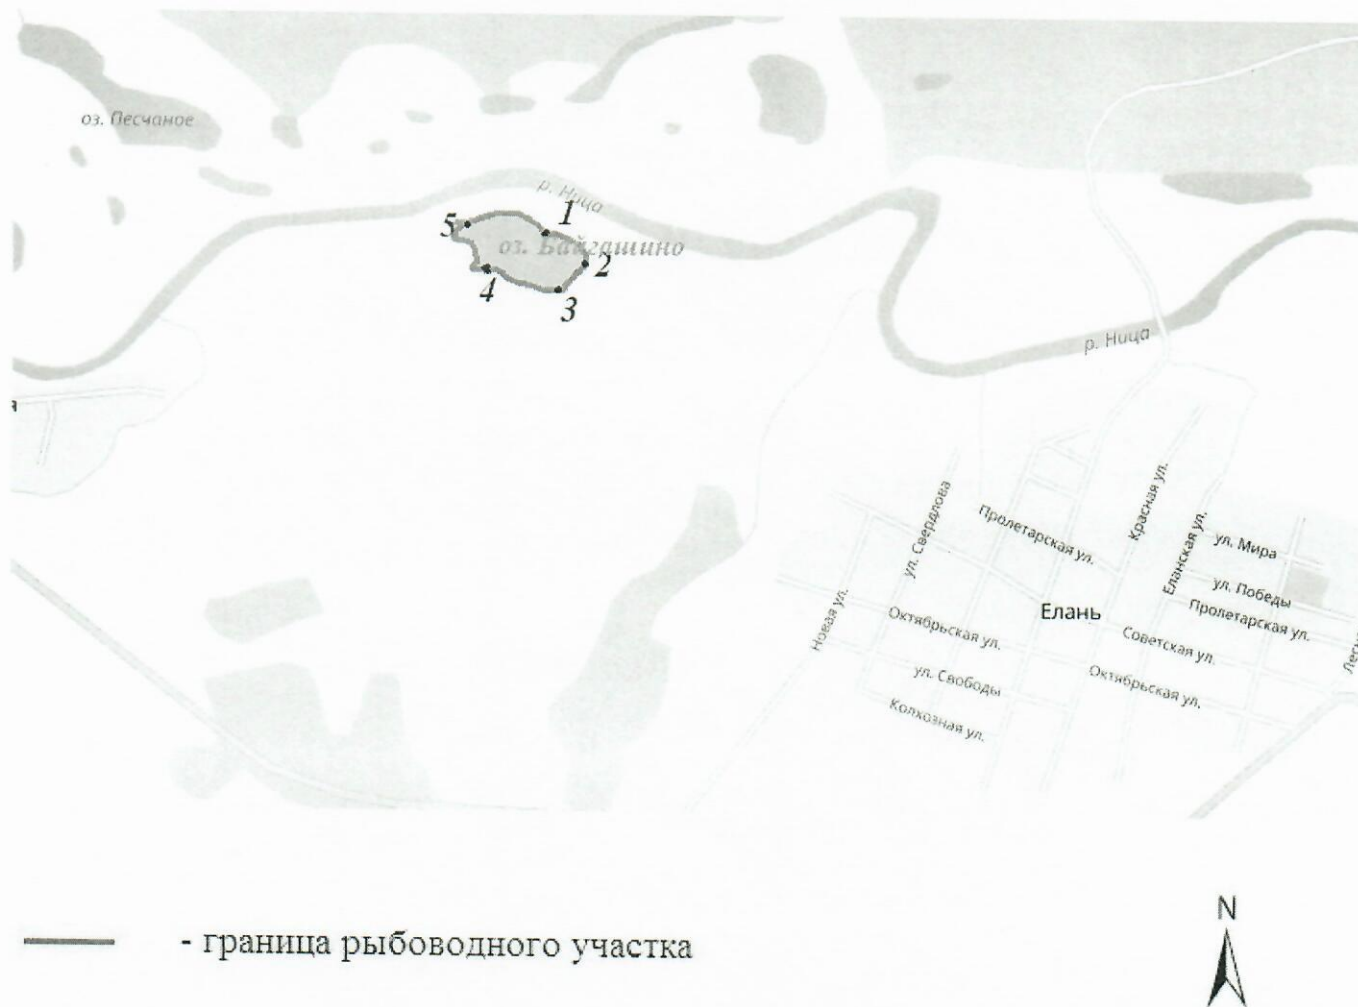 оз. Песчаное
р. Ница
1
5
оз. Байгашино
2
4
3
р. Ница
я
Пролетарская ул.
Красная ул.
ул. Свердлова
Еланская ул.
ул. Мира
ул. Победы
Пролетарская ул.
Елань
Новая ул.
Октябрьская ул.
Советская ул.
ул. Свободы
Октябрьская ул.
Колхозная ул.
N
- граница рыбоводного участка